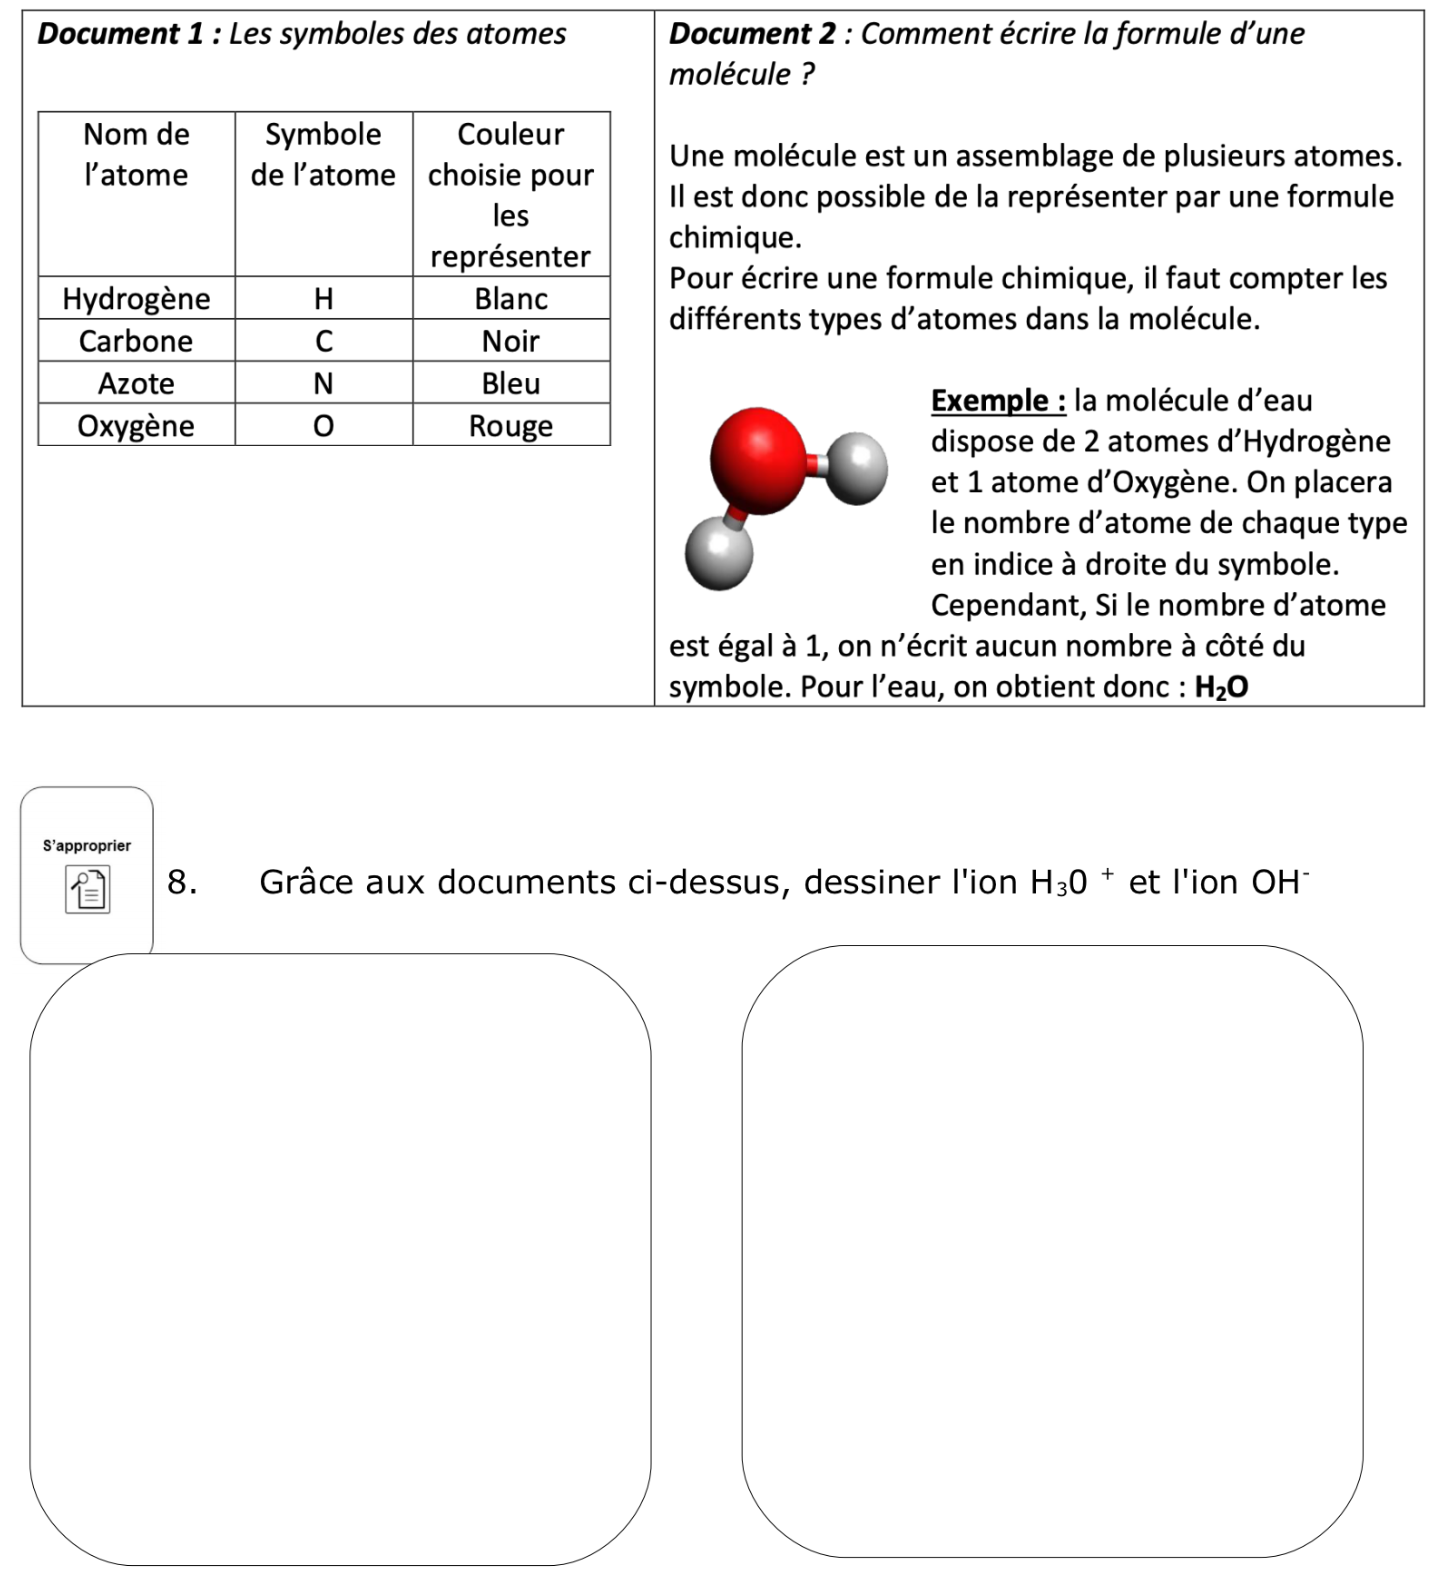 Document 1 : Les symboles des atomes
Nom de l’atome | Symbole de l’atome | Couleur choisie pour les représenter
Hydrogène | H | Blanc
Carbone | C | Noir
Azote | N | Bleu
Oxygène | O | Rouge
Document 2 : Comment écrire la formule d’une
molécule ?
Une molécule est un assemblage de plusieurs atomes.
Il est donc possible de la représenter par une formule
chimique.
Pour écrire une formule chimique, il faut compter les
différents types d’atomes dans la molécule.
Exemple : la molécule d’eau
dispose de 2 atomes d’Hydrogène
et 1 atome d’Oxygène. On placera
le nombre d’atome de chaque type
en indice à droite du symbole.
Cependant, Si le nombre d’atome
est égal à 1, on n’écrit aucun nombre à côté du
symbole. Pour l’eau, on obtient donc : H₂O
S’approprier
8. Grâce aux documents ci-dessus, dessiner l'ion H₃0 ⁺ et l'ion OH⁻